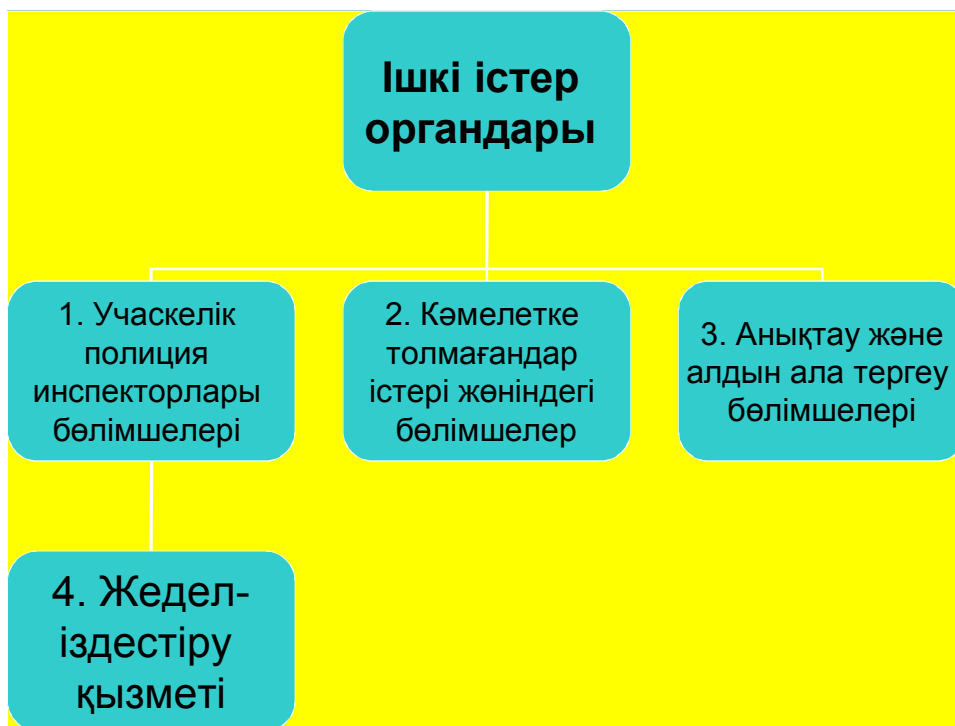 Ішкі істер
органдары
1. Учаскелік
полиция
инспекторлары
бөлімшелері
2. Кәмелетке
толмағандар
істері жөніндегі
бөлімшелер
3. Анықтау және
алдын ала тергеу
бөлімшелері
4. Жедел-
іздестіру
қызметі